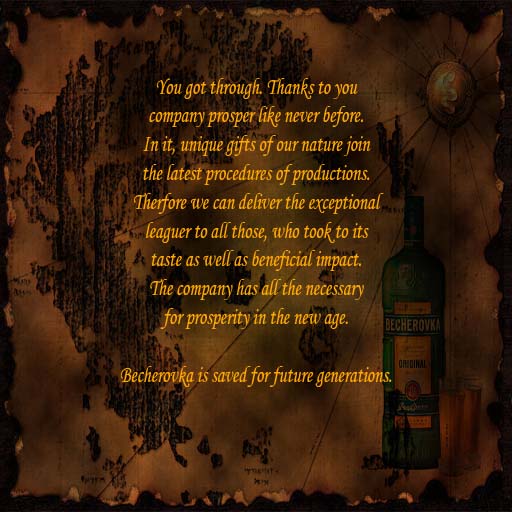 You got through. Thanks to you
company prosper like never before.
In it, unique gifts of our nature join
the latest procedures of productions.
Therfore we can deliver the exceptional
leaguer to all those, who took to its
taste as well as beneficial impact.
The company has all the necessary
for prosperity in the new age.
Becherovka is saved for future generations.
BECHEROVKA
ORIGINAL